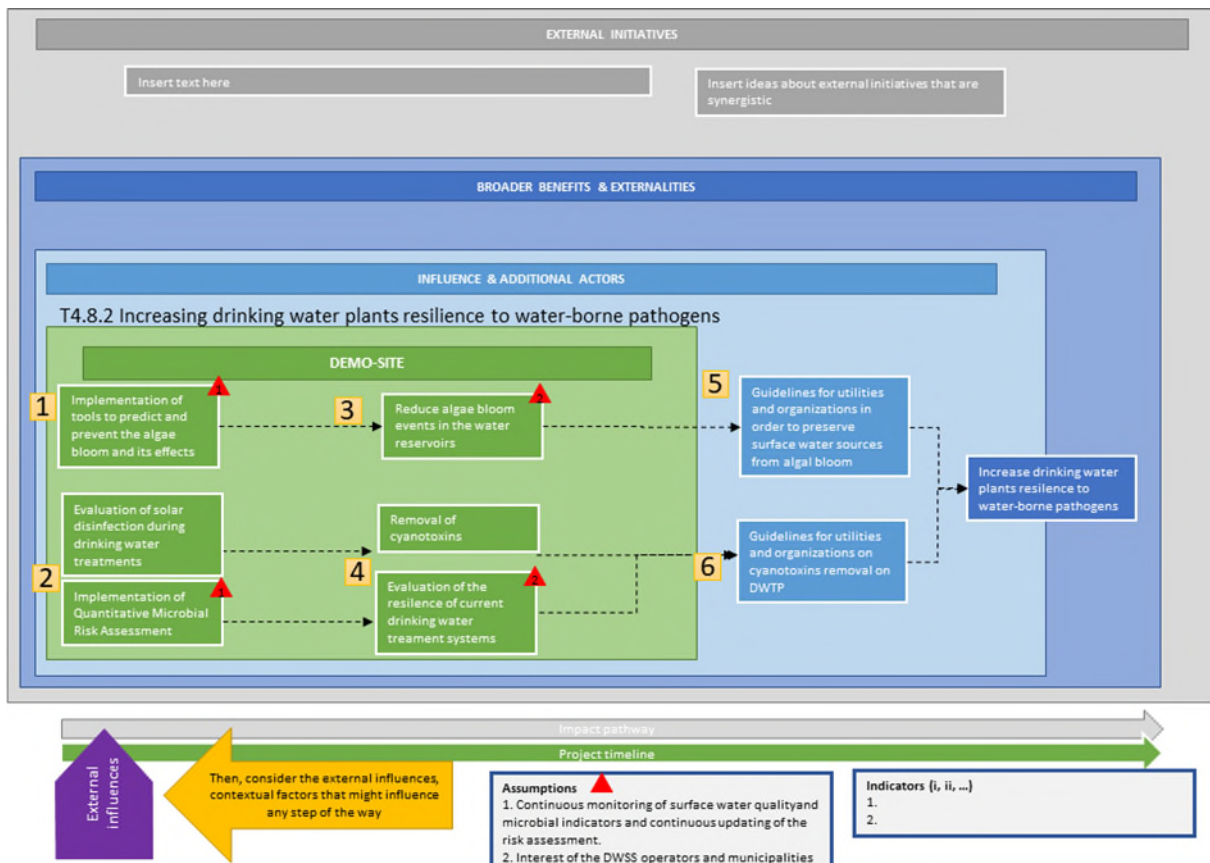 EXTERNAL INITIATIVES
Insert text here
Insert ideas about external initiatives that are
synergistic
BROADER BENEFITS & EXTERNALITIES
INFLUENCE & ADDITIONAL ACTORS
T4.8.2 Increasing drinking water plants resilience to water-borne pathogens
DEMO-SITE
1
Implementation of
tools to predict and
prevent the algae
bloom and its effects
1
3
Reduce algae bloom
events in the water
reservoirs
2
5
Guidelines for utilities
and organizations in
order to preserve
surface water sources
from algal bloom
Increase drinking water
plants resilence to
water-borne pathogens
Evaluation of solar
disinfection during
drinking water
treatments
Removal of
cyanotoxins
2
Implementation of
Quantitative Microbial
Risk Assessment
1
4
Evaluation of the
resilence of current
drinking water
treament systems
2
6
Guidelines for utilities
and organizations on
cyanotoxins removal on
DWTP
Impact pathway
Project timeline
External
influences
Then, consider the external influences,
contextual factors that might influence
any step of the way
Assumptions
1. Continuous monitoring of surface water qualityand
microbial indicators and continuous updating of the
risk assessment.
2. Interest of the DWSS operators and municipalities
Indicators (i, ii, ...)
1.
2.